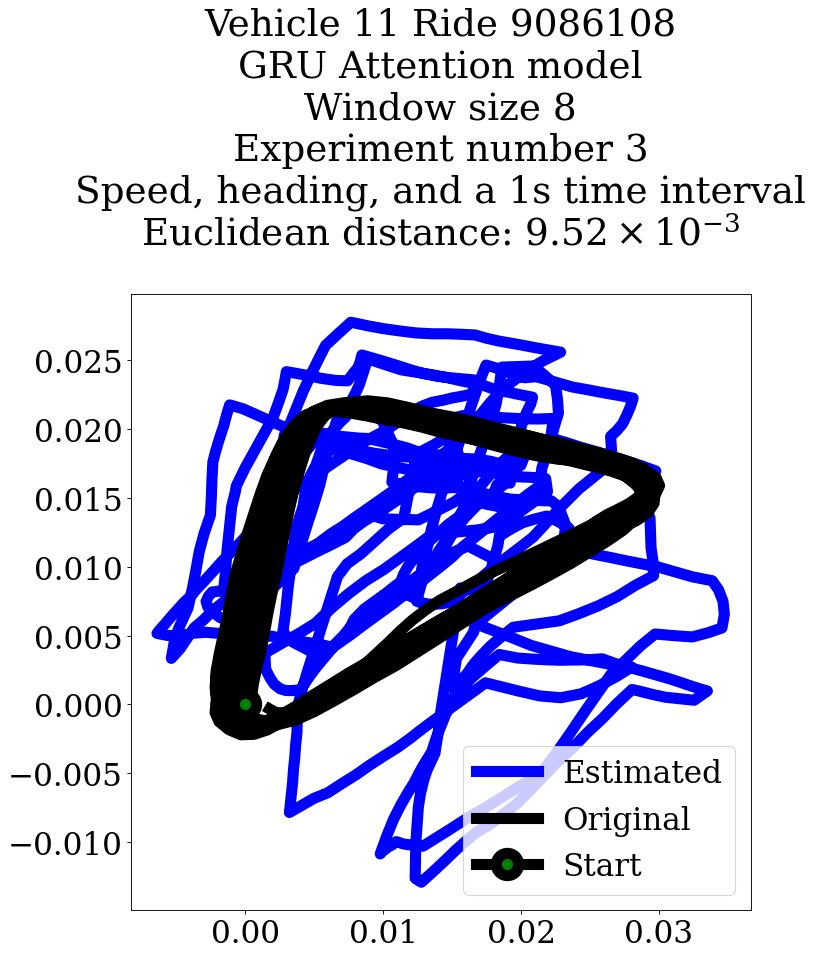 Vehicle 11 Ride 9086108
GRU Attention model
Window size 8
Experiment number 3
Speed, heading, and a 1s time interval
Euclidean distance: 9.52 × 10⁻³
0.025
0.020
0.015
0.010
0.005
0.000
−0.005
−0.010
Estimated
Original
Start
0.00 0.01 0.02 0.03